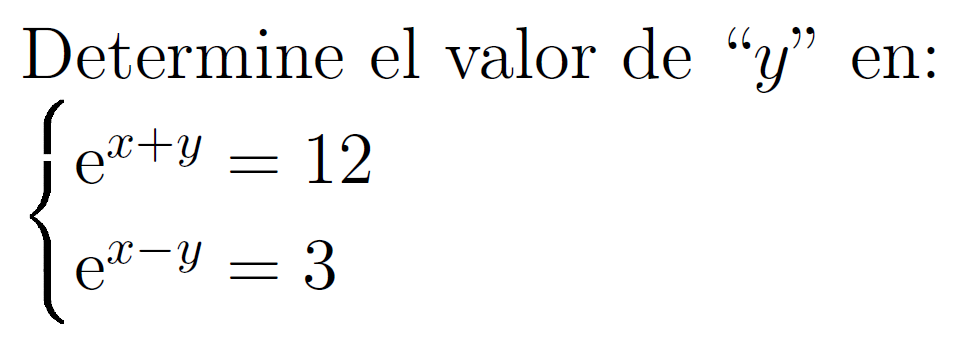 Determine el valor de “y” en:
e^{x+y} = 12
e^{x−y} = 3